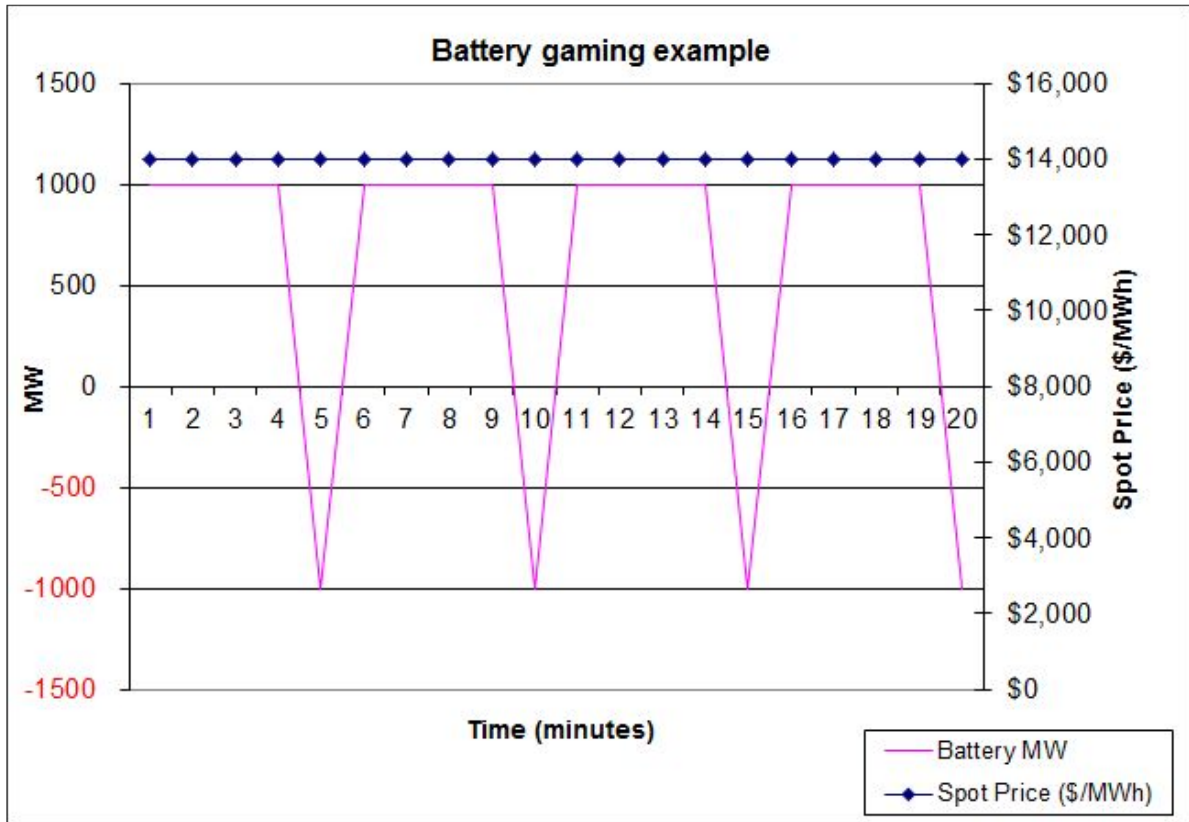 Battery gaming example
1500
1000
500
0
-500
-1000
-1500
MW
1 2 3 4 5 6 7 8 9 10 11 12 13 14 15 16 17 18 19 20
Time (minutes)
$16,000
$14,000
$12,000
$10,000
$8,000
$6,000
$4,000
$2,000
$0
Spot Price ($/MWh)
Battery MW
Spot Price ($/MWh)